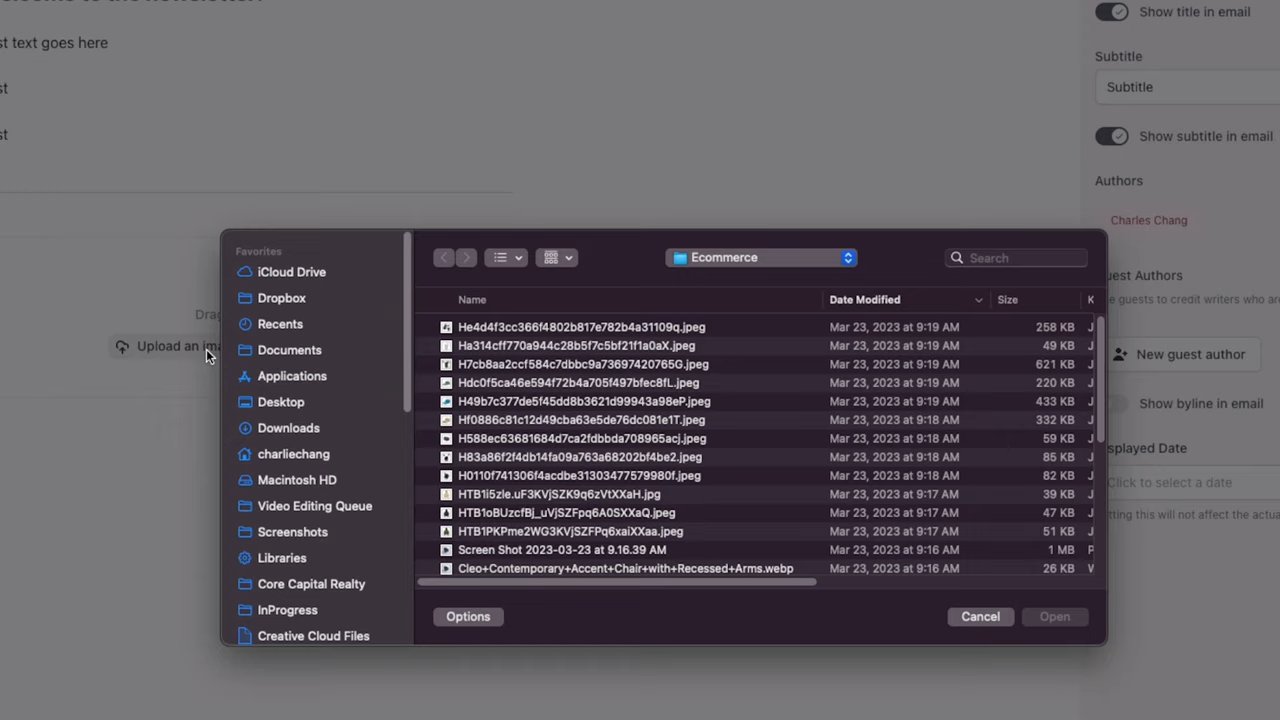 st text goes here
st
st
Drag
Upload an ima
Show title in email
Subtitle
Subtitle
Show subtitle in email
Authors
Charles Chang
uest Authors
e guests to credit writers who ar
New guest author
Show byline in email
splayed Date
Click to select a date
tting this will not affect the actua
Favorites
iCloud Drive
Dropbox
Recents
Documents
Applications
Desktop
Downloads
charliechang
Macintosh HD
Video Editing Queue
Screenshots
Libraries
Core Capital Realty
InProgress
Creative Cloud Files
Ecommerce
Search
Name Date Modified Size K
He4d4f3cc366f4802b817e782b4a31109q.jpeg Mar 23, 2023 at 9:19 AM 258 KB J
Ha314cff770a944c28b5f7c5bf21f1a0aX.jpeg Mar 23, 2023 at 9:19 AM 49 KB J
H7cb8aa2ccf584c7dbbc9a73697420765G.jpeg Mar 23, 2023 at 9:19 AM 621 KB J
Hdc0f5ca46e594f72b4a705f497bfec8fL.jpeg Mar 23, 2023 at 9:19 AM 220 KB J
H49b7c377de5f45dd8b3621d99943a98eP.jpeg Mar 23, 2023 at 9:19 AM 433 KB J
Hf0886c81c12d49cba63e5de76dc081e1T.jpeg Mar 23, 2023 at 9:18 AM 332 KB J
H588ec63681684d7ca2fdbbda708965acj.jpeg Mar 23, 2023 at 9:18 AM 59 KB J
H83a86f2f4db14fa09a763a68202bf4be2.jpeg Mar 23, 2023 at 9:18 AM 85 KB J
H0110f741306f4acdbe31303477579980f.jpeg Mar 23, 2023 at 9:18 AM 82 KB J
HTB1i5zle.uF3KVjSZK9q6zVtXXaH.jpg Mar 23, 2023 at 9:17 AM 39 KB J
HTB1oBUzcfBj_uVjSZFpq6A0SXXaQ.jpeg Mar 23, 2023 at 9:17 AM 47 KB J
HTB1PKPme2WG3KVjSZFPq6xaiXXaa.jpeg Mar 23, 2023 at 9:17 AM 51 KB J
Screen Shot 2023-03-23 at 9.16.39 AM Mar 23, 2023 at 9:16 AM 1 MB P
Cleo+Contemporary+Accent+Chair+with+Recessed+Arms.webp Mar 23, 2023 at 9:16 AM 26 KB W
Options
Cancel
Open